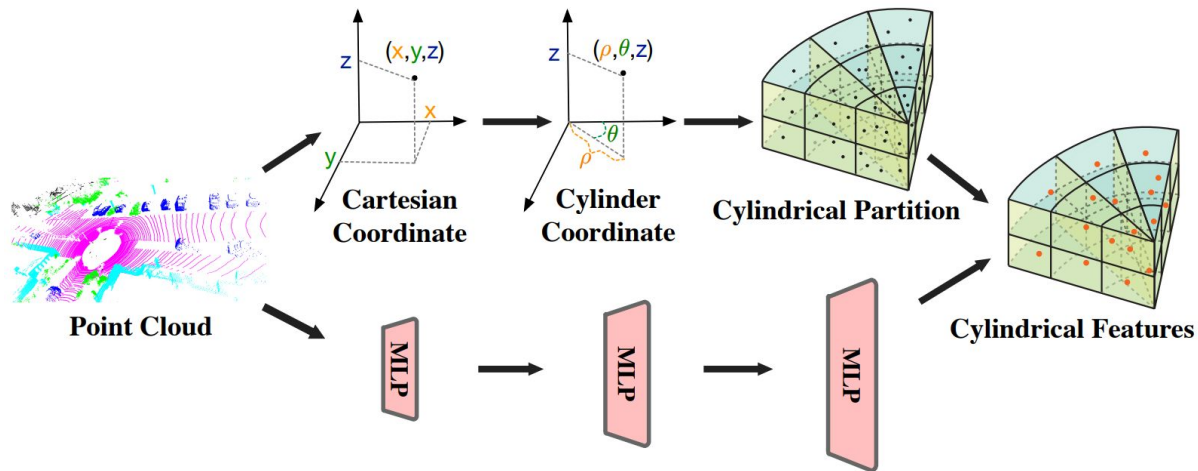 (x,y,z)
z
x
y
Cartesian
Coordinate
(ρ,θ,z)
z
θ
ρ
Cylinder
Coordinate
Cylindrical Partition
Point Cloud
MLP
MLP
MLP
Cylindrical Features